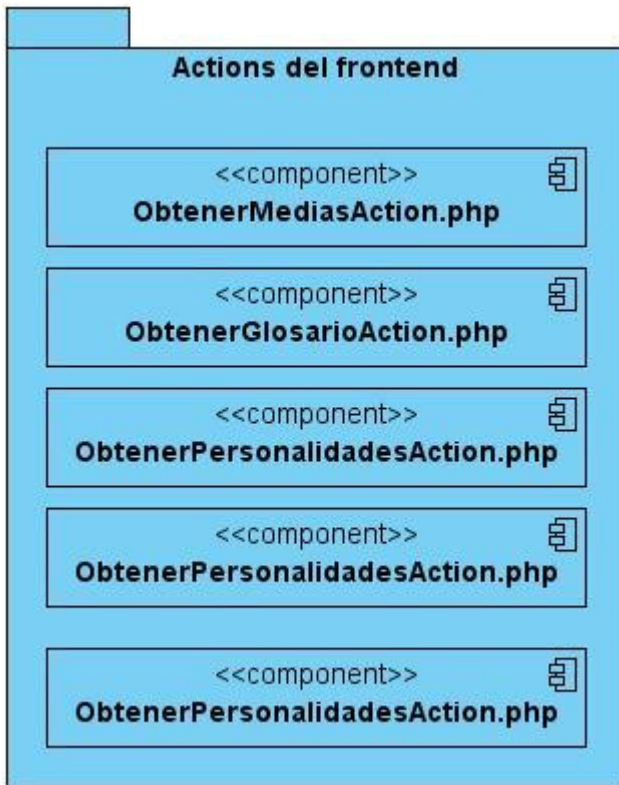 Actions del frontend
<<component>>
ObtenerMediasAction.php
<<component>>
ObtenerGlosarioAction.php
<<component>>
ObtenerPersonalidadesAction.php
<<component>>
ObtenerPersonalidadesAction.php
<<component>>
ObtenerPersonalidadesAction.php